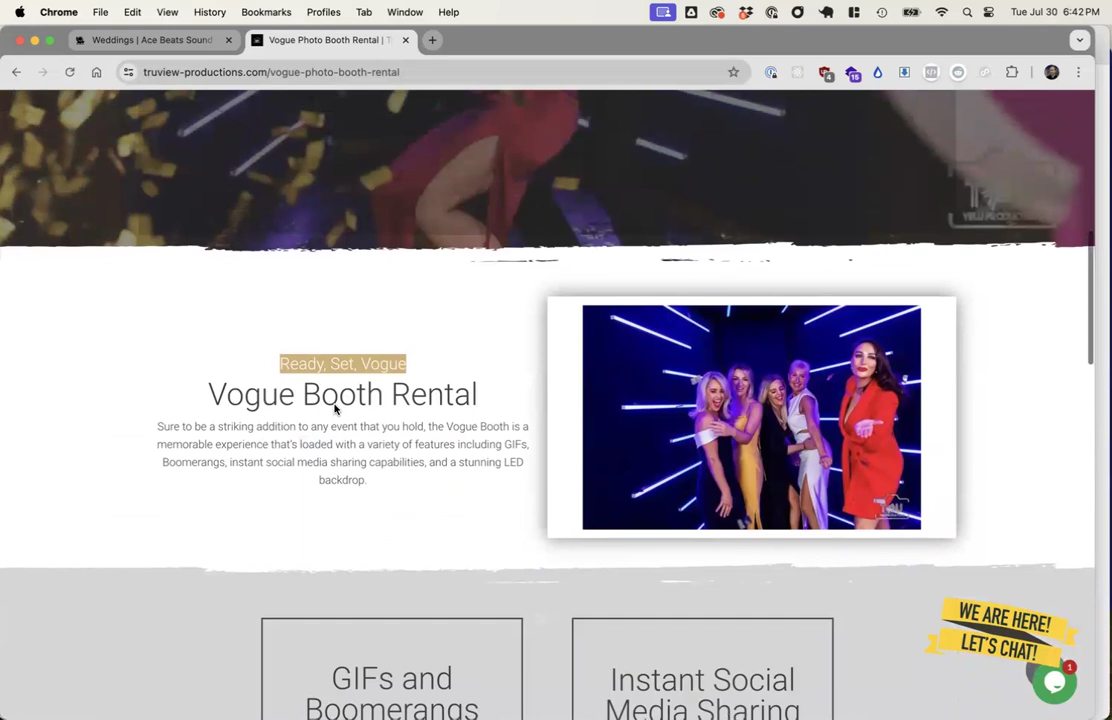 Chrome File Edit View History Bookmarks Profiles Tab Window Help
Tue Jul 30 6:42 PM
Weddings | Ace Beats Sound
Vogue Photo Booth Rental | T
truview-productions.com/vogue-photo-booth-rental
4
15
Ready, Set, Vogue
Vogue Booth Rental
Sure to be a striking addition to any event that you hold, the Vogue Booth is a
memorable experience that's loaded with a variety of features including GIFs,
Boomerangs, instant social media sharing capabilities, and a stunning LED
backdrop.
WE ARE HERE!
LET'S CHAT!
1
GIFs and
Boomerangs
Instant Social
Media Sharing